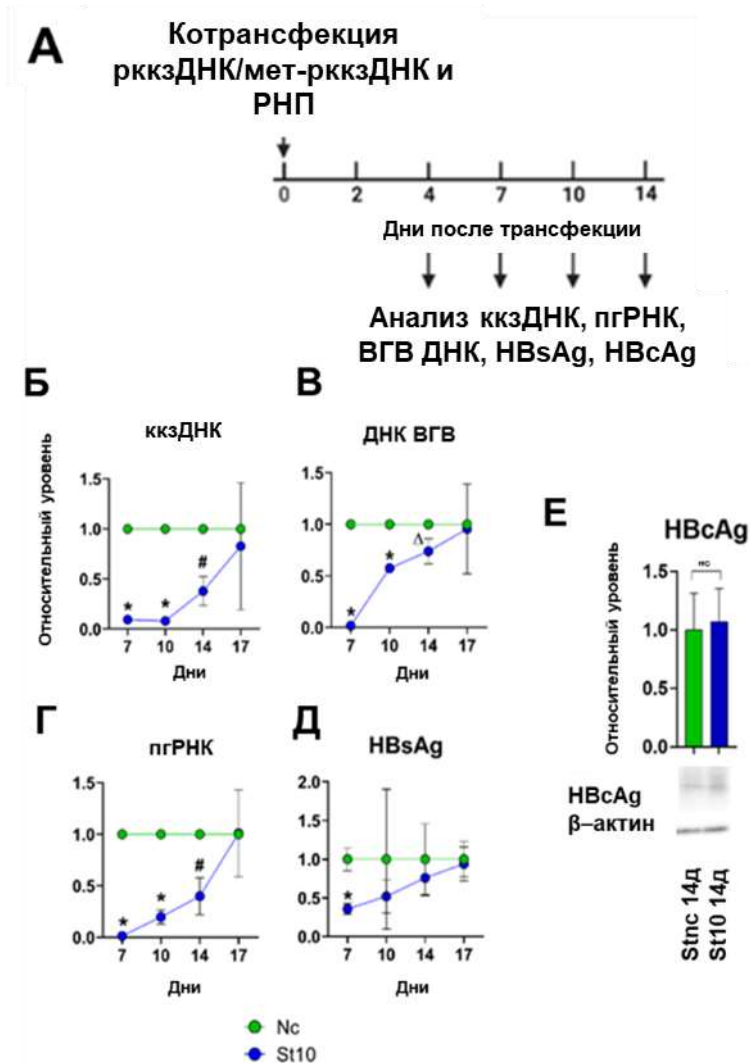 А
Котрансфекция
рккзДНК/мет-рккзДНК и
РНП
0 2 4 7 10 14
Дни после трансфекции
Анализ ккзДНК, пгРНК,
ВГВ ДНК, HBsAg, HBcAg
Б
ккзДНК
Относительный уровень
1.5
1.0
0.5
0.0
* * #
7 10 14 17
Дни
В
ДНК ВГВ
1.5
1.0
0.5
0.0
* * Δ
7 10 14 17
Дни
Г
пгРНК
1.5
1.0
0.5
0.0
* * #
7 10 14 17
Дни
Д
HBsAg
2.0
1.5
1.0
0.5
0.0
*
7 10 14 17
Дни
Е
HBcAg
Относительный уровень
нс
1.5
1.0
0.5
0.0
HBcAg
β–актин
Stnc 14д
St10 14д
Nc
St10